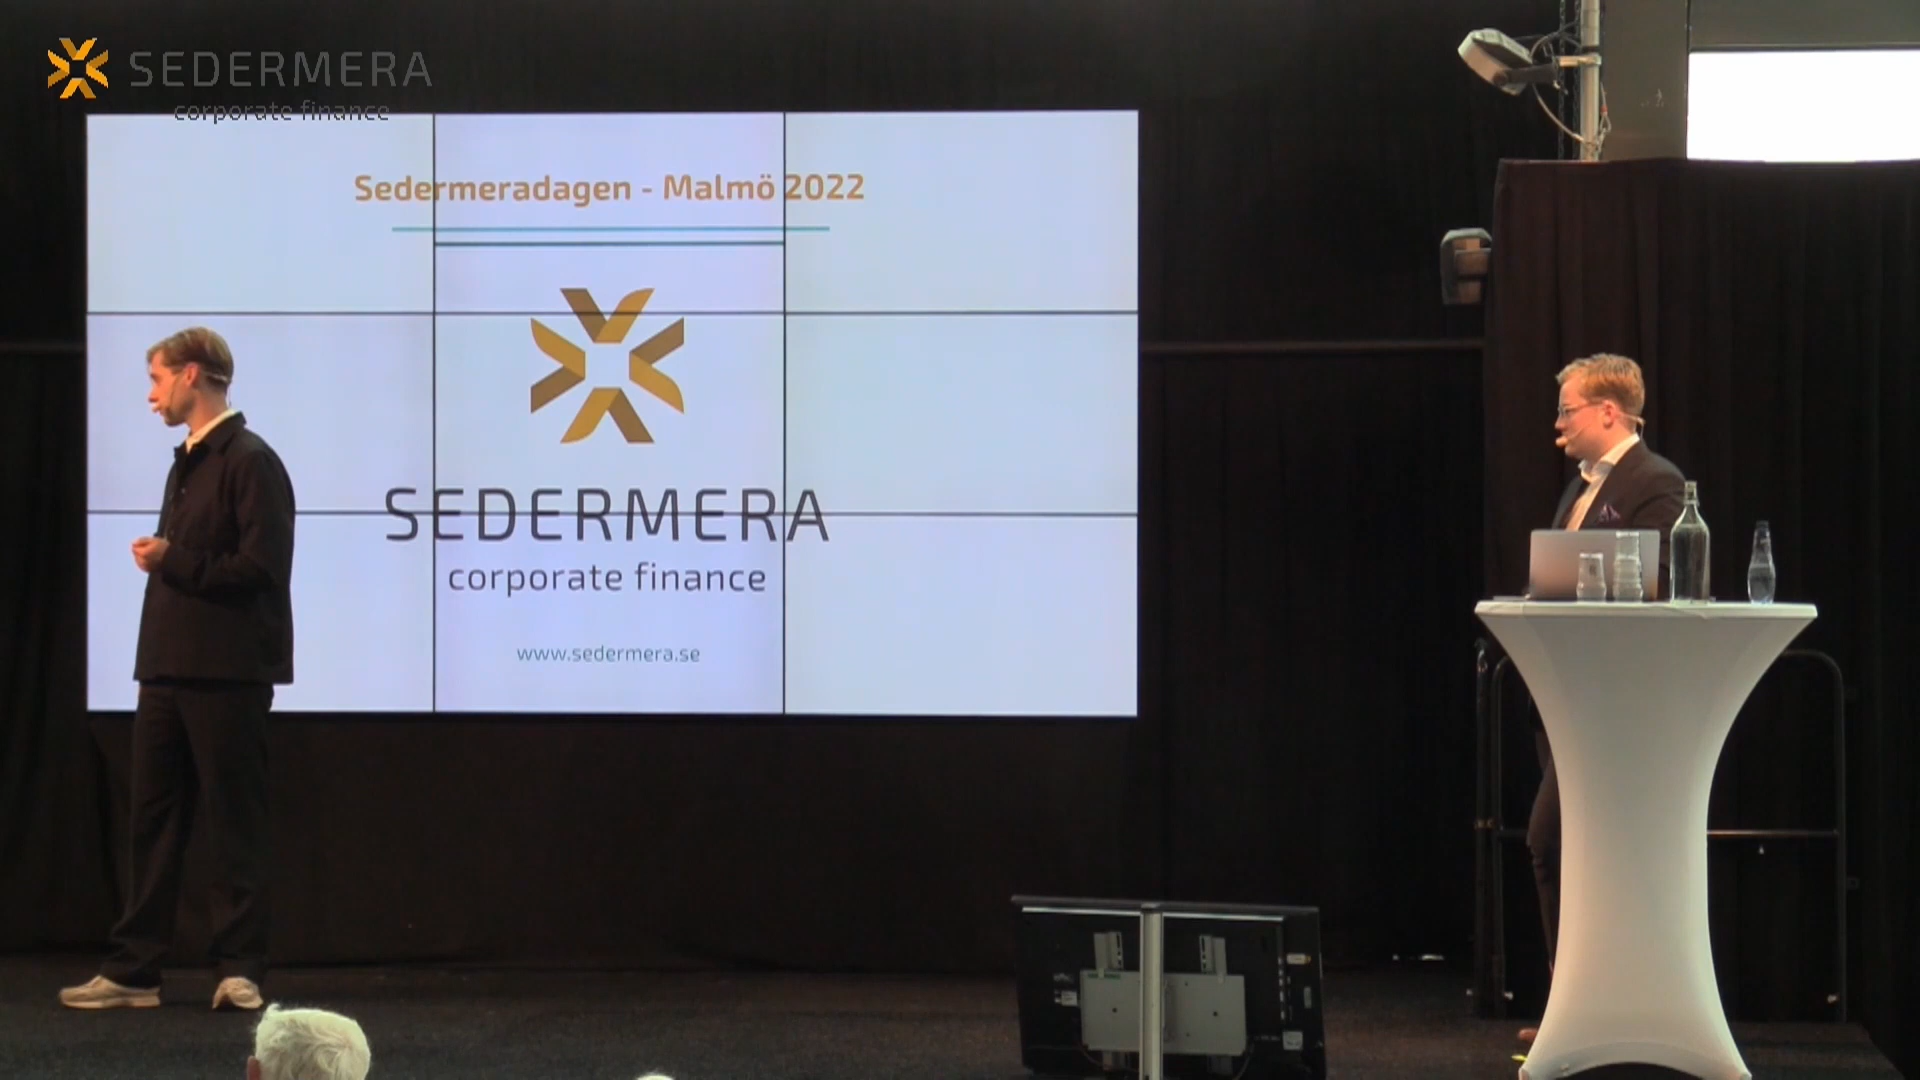 SEDERMERA
corporate finance
Sedermeradagen - Malmö 2022
SEDERMERA
corporate finance
www.sedermera.se